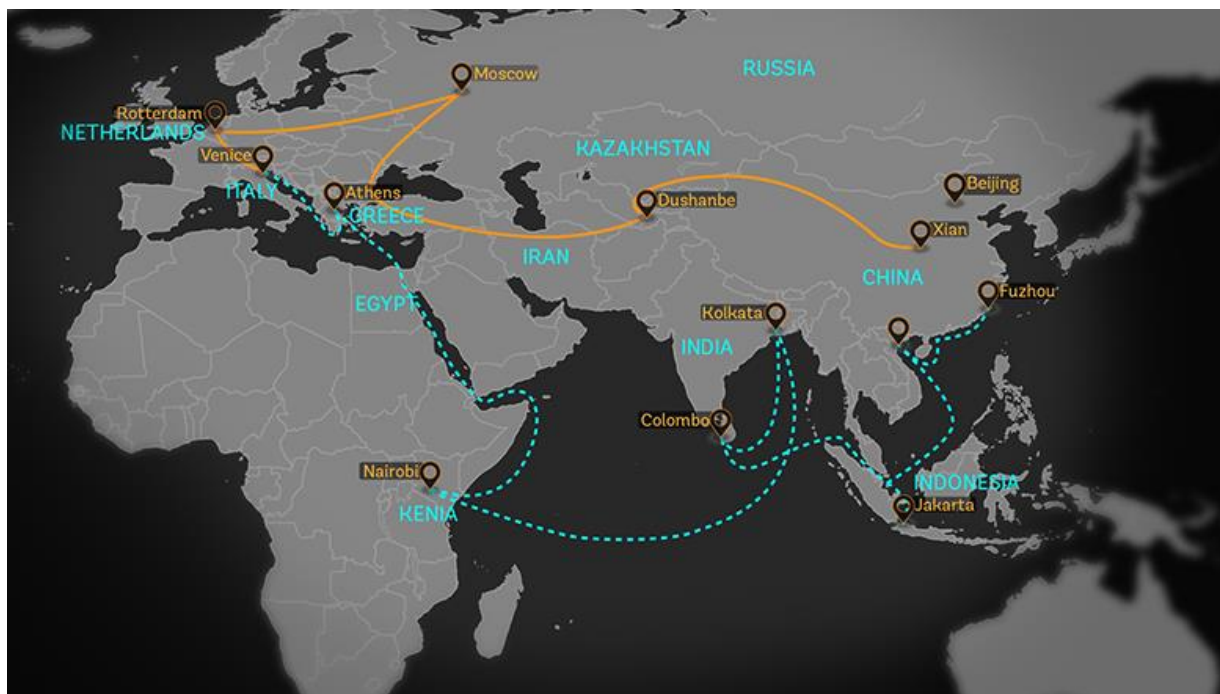 Moscow
RUSSIA
Rotterdam
NETHERLANDS
KAZAKHSTAN
Venice
ITALY
Athens
GREECE
Dushanbe
Beijing
Xian
IRAN
CHINA
EGYPT
Fuzhou
Kolkata
INDIA
Colombo
Nairobi
KENIA
INDONESIA
Jakarta